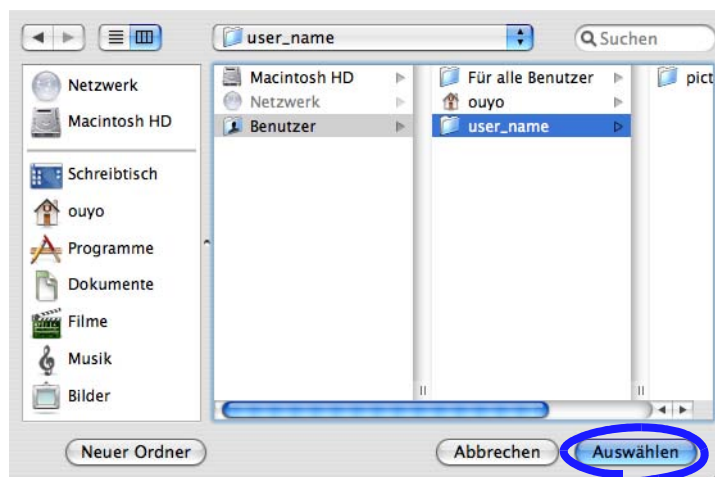 user_name
Suchen
Netzwerk
Macintosh HD
Schreibtisch
ouyo
Programme
Dokumente
Filme
Musik
Bilder
Macintosh HD
Netzwerk
Benutzer
Für alle Benutzer
ouyo
user_name
pict
Neuer Ordner
Abbrechen
Auswählen